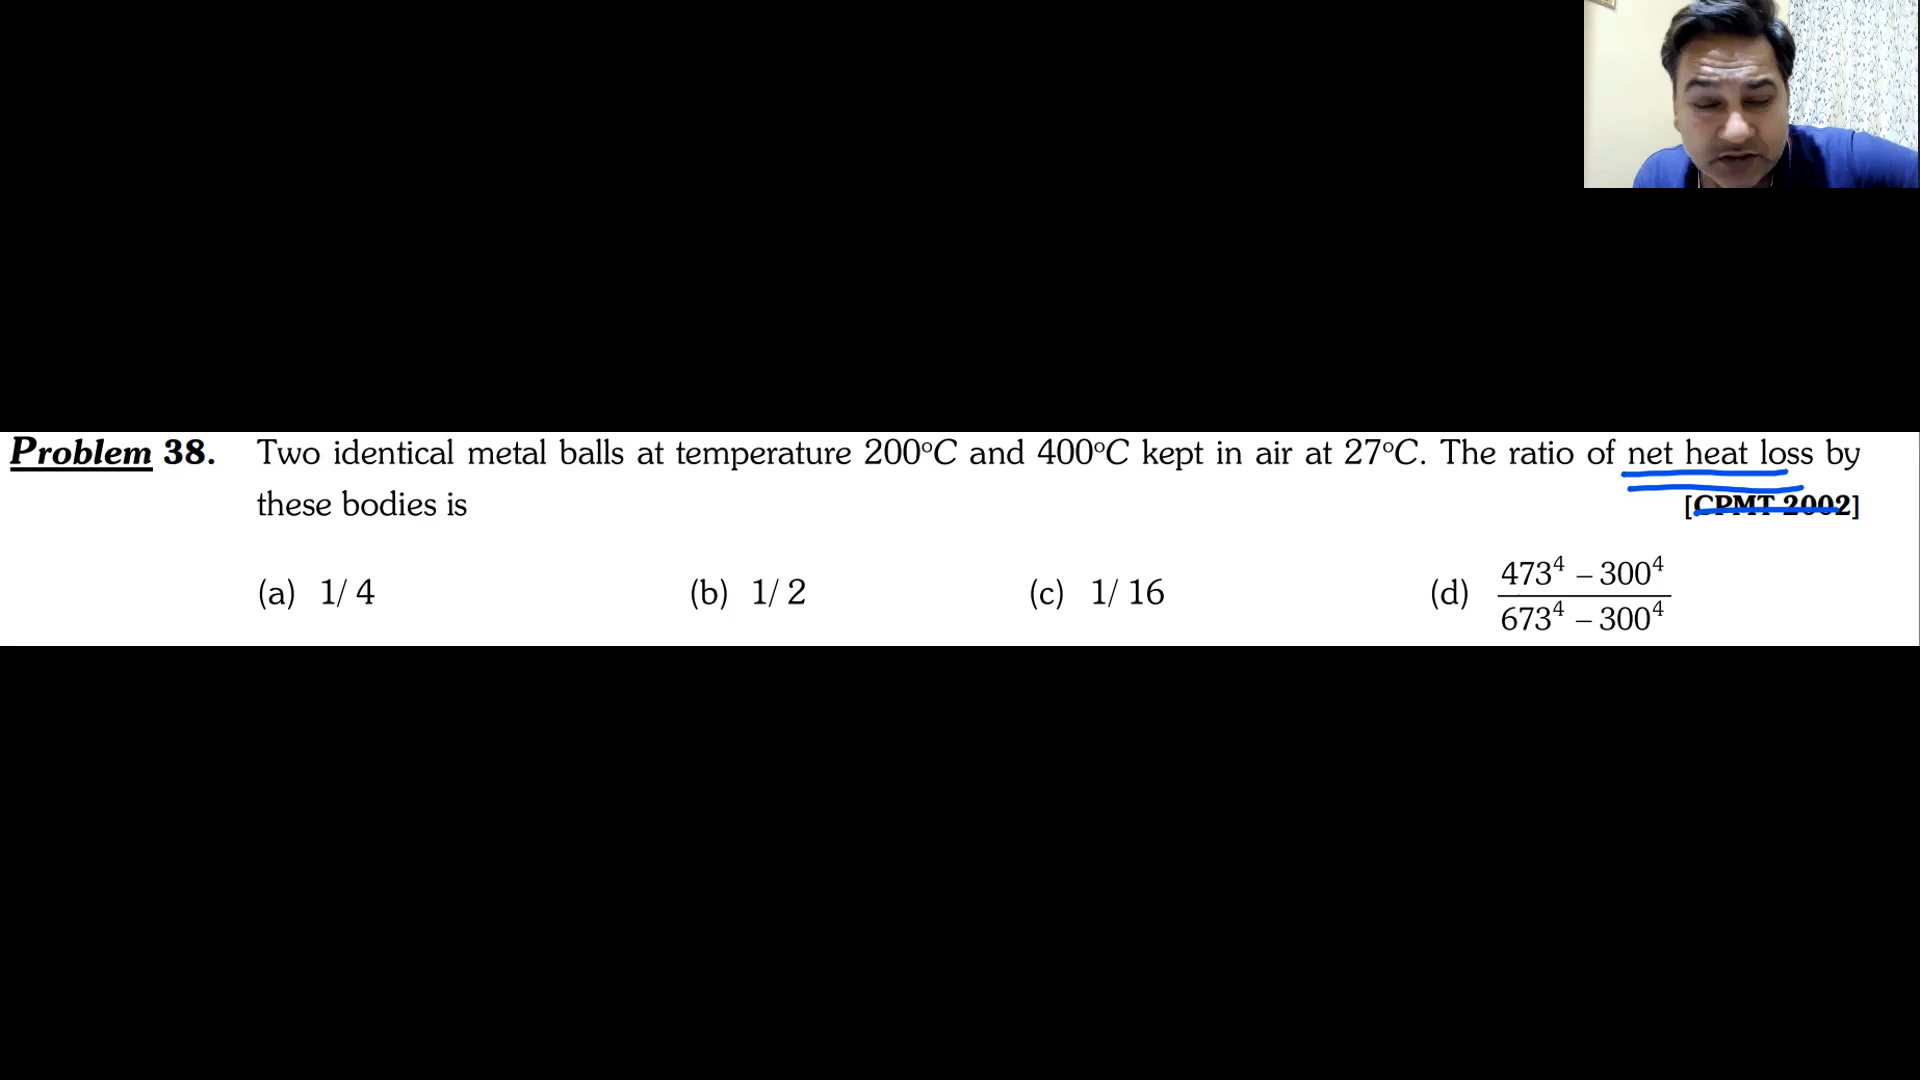 Problem 38. Two identical metal balls at temperature 200°C and 400°C kept in air at 27°C. The ratio of net heat loss by
these bodies is [CPMT 2002]
(a) 1/ 4 (b) 1/ 2 (c) 1/ 16 (d) 473⁴ – 300⁴ / 673⁴ – 300⁴